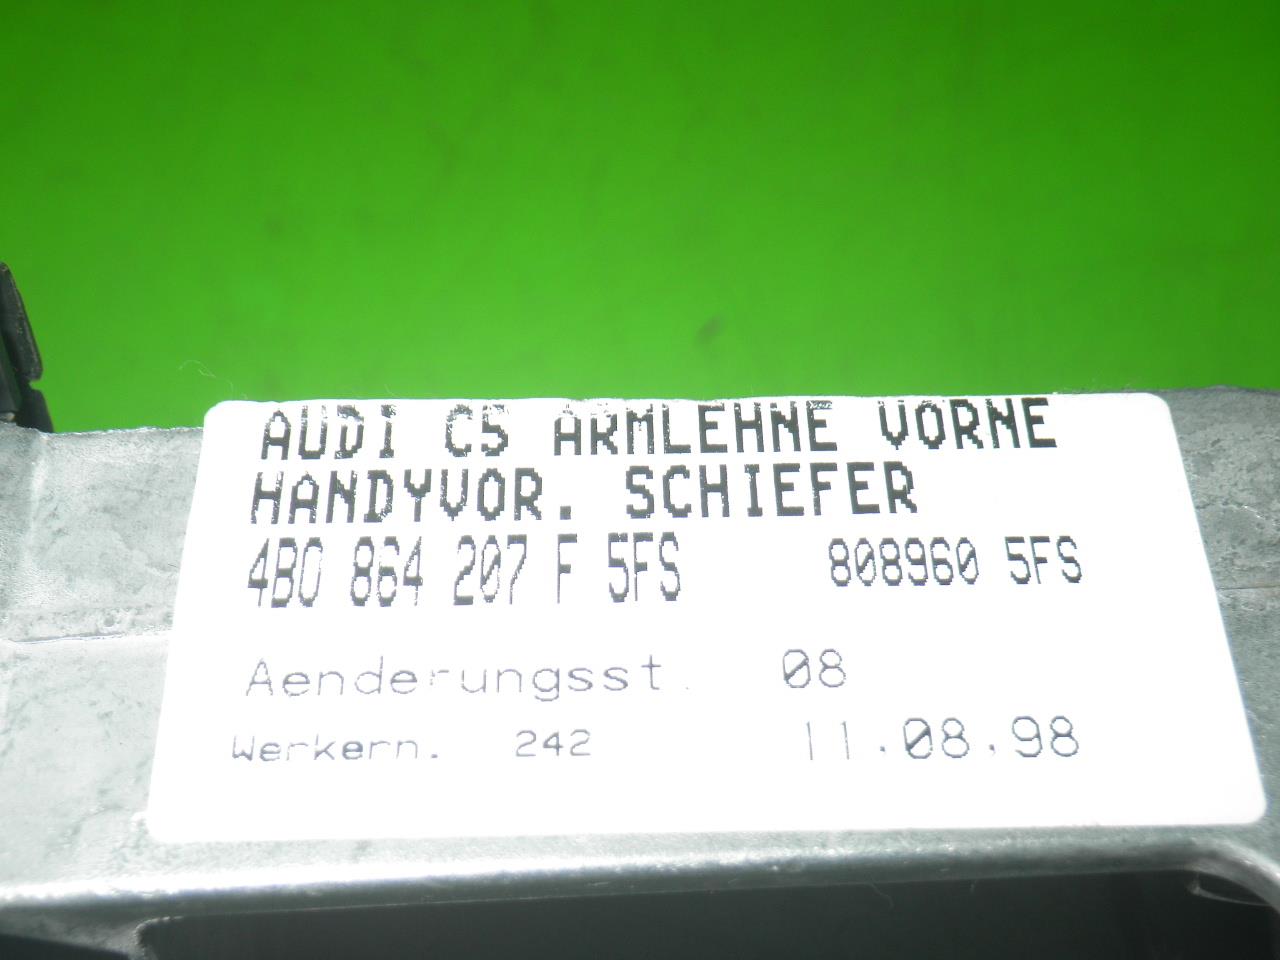 AUDI C5 ARMLEHNE VORNE
HANDYVOR. SCHIEFER
4B0 864 207 F 5FS 808960 5FS
Aenderungsst. 08
Werkern. 242 11.08.98